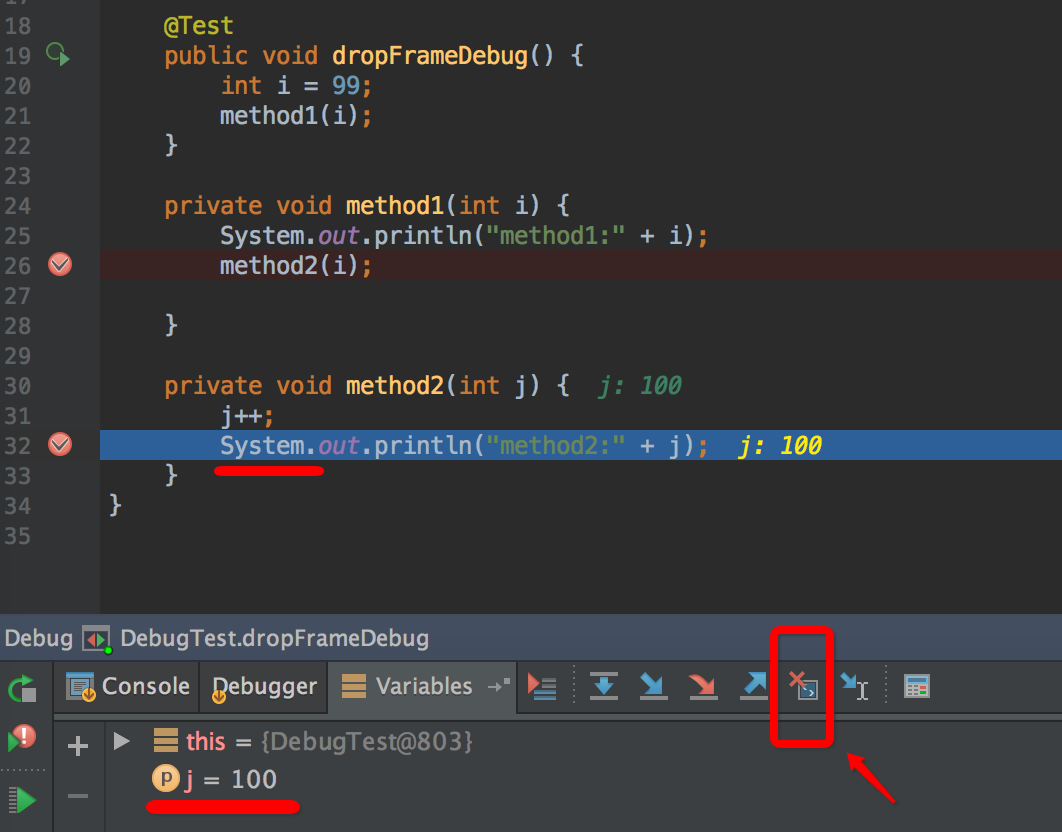 18 @Test
19 public void dropFrameDebug() {
20 int i = 99;
21 method1(i);
22 }
23
24 private void method1(int i) {
25 System.out.println("method1:" + i);
26 method2(i);
27
28 }
29
30 private void method2(int j) { j: 100
31 j++;
32 System.out.println("method2:" + j); j: 100
33 }
34 }
35
Debug DebugTest.dropFrameDebug
Console Debugger Variables
this = {DebugTest@803}
p j = 100